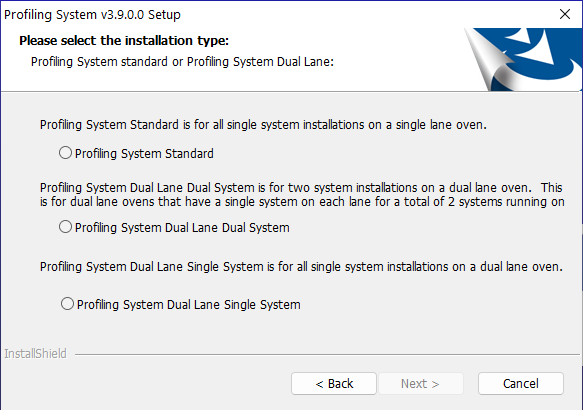 Profiling System v3.9.0.0 Setup
Please select the installation type:
Profiling System standard or Profiling System Dual Lane:
Profiling System Standard is for all single system installations on a single lane oven.
Profiling System Standard
Profiling System Dual Lane Dual System is for two system installations on a dual lane oven. This
is for dual lane ovens that have a single system on each lane for a total of 2 systems running on
Profiling System Dual Lane Dual System
Profiling System Dual Lane Single System is for all single system installations on a dual lane oven.
Profiling System Dual Lane Single System
InstallShield
< Back
Next >
Cancel